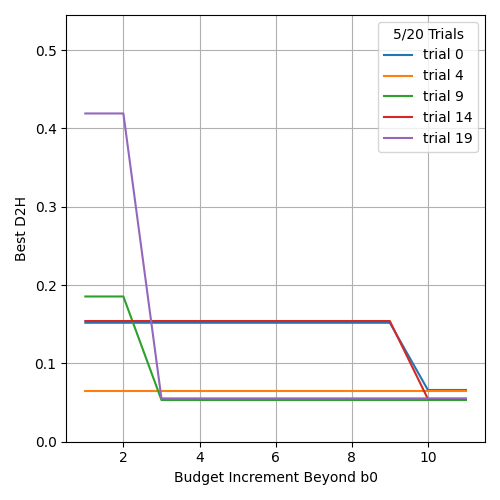 5/20 Trials
trial 0
trial 4
trial 9
trial 14
trial 19
0.5
0.4
0.3
0.2
0.1
0.0
Best D2H
2 4 6 8 10
Budget Increment Beyond b0